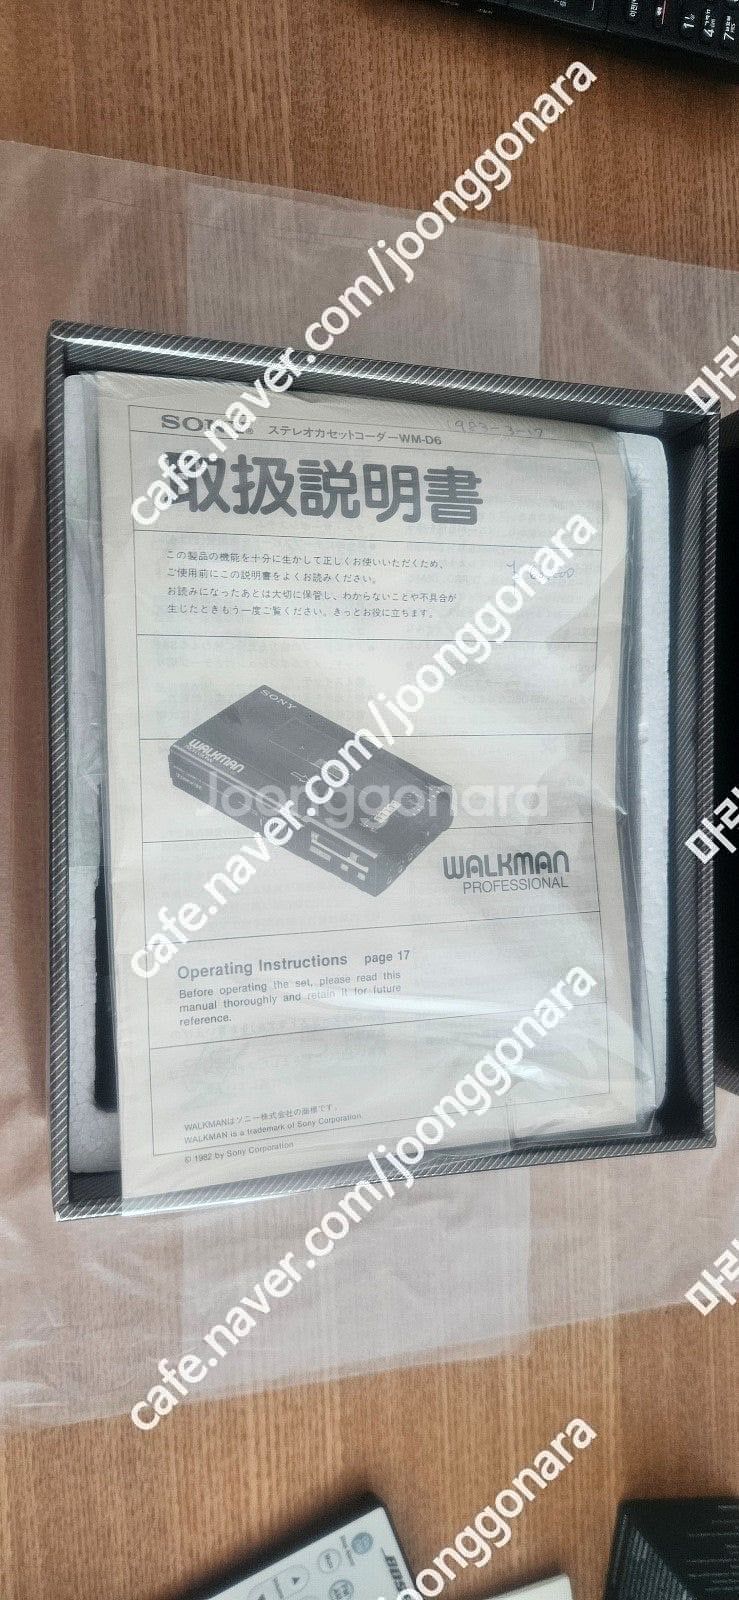 SONY® ステレオカセットコーダーWM-D6
1983-3-17
取扱説明書
この製品の機能を十分に生かして正しくお使いいただくため、
ご使用前にこの説明書をよくお読みください。
お読みになったあとは大切に保管し、わからないことや不具合が
生じたときもう一度ご覧ください。きっとお役に立ちます。
SONY
WALKMAN
WALKMAN
PROFESSIONAL
Operating Instructions page 17
Before operating the set, please read this
manual thoroughly and retain it for future
reference.
WALKMANはソニー株式会社の商標です。
WALKMAN is a trademark of Sony Corporation.
© 1982 by Sony Corporation
cafe.naver.com/joonggonara
cafe.naver.com/joonggonara
cafe.naver.com/joonggonara
Joonggonara
joonggonara
BOSE